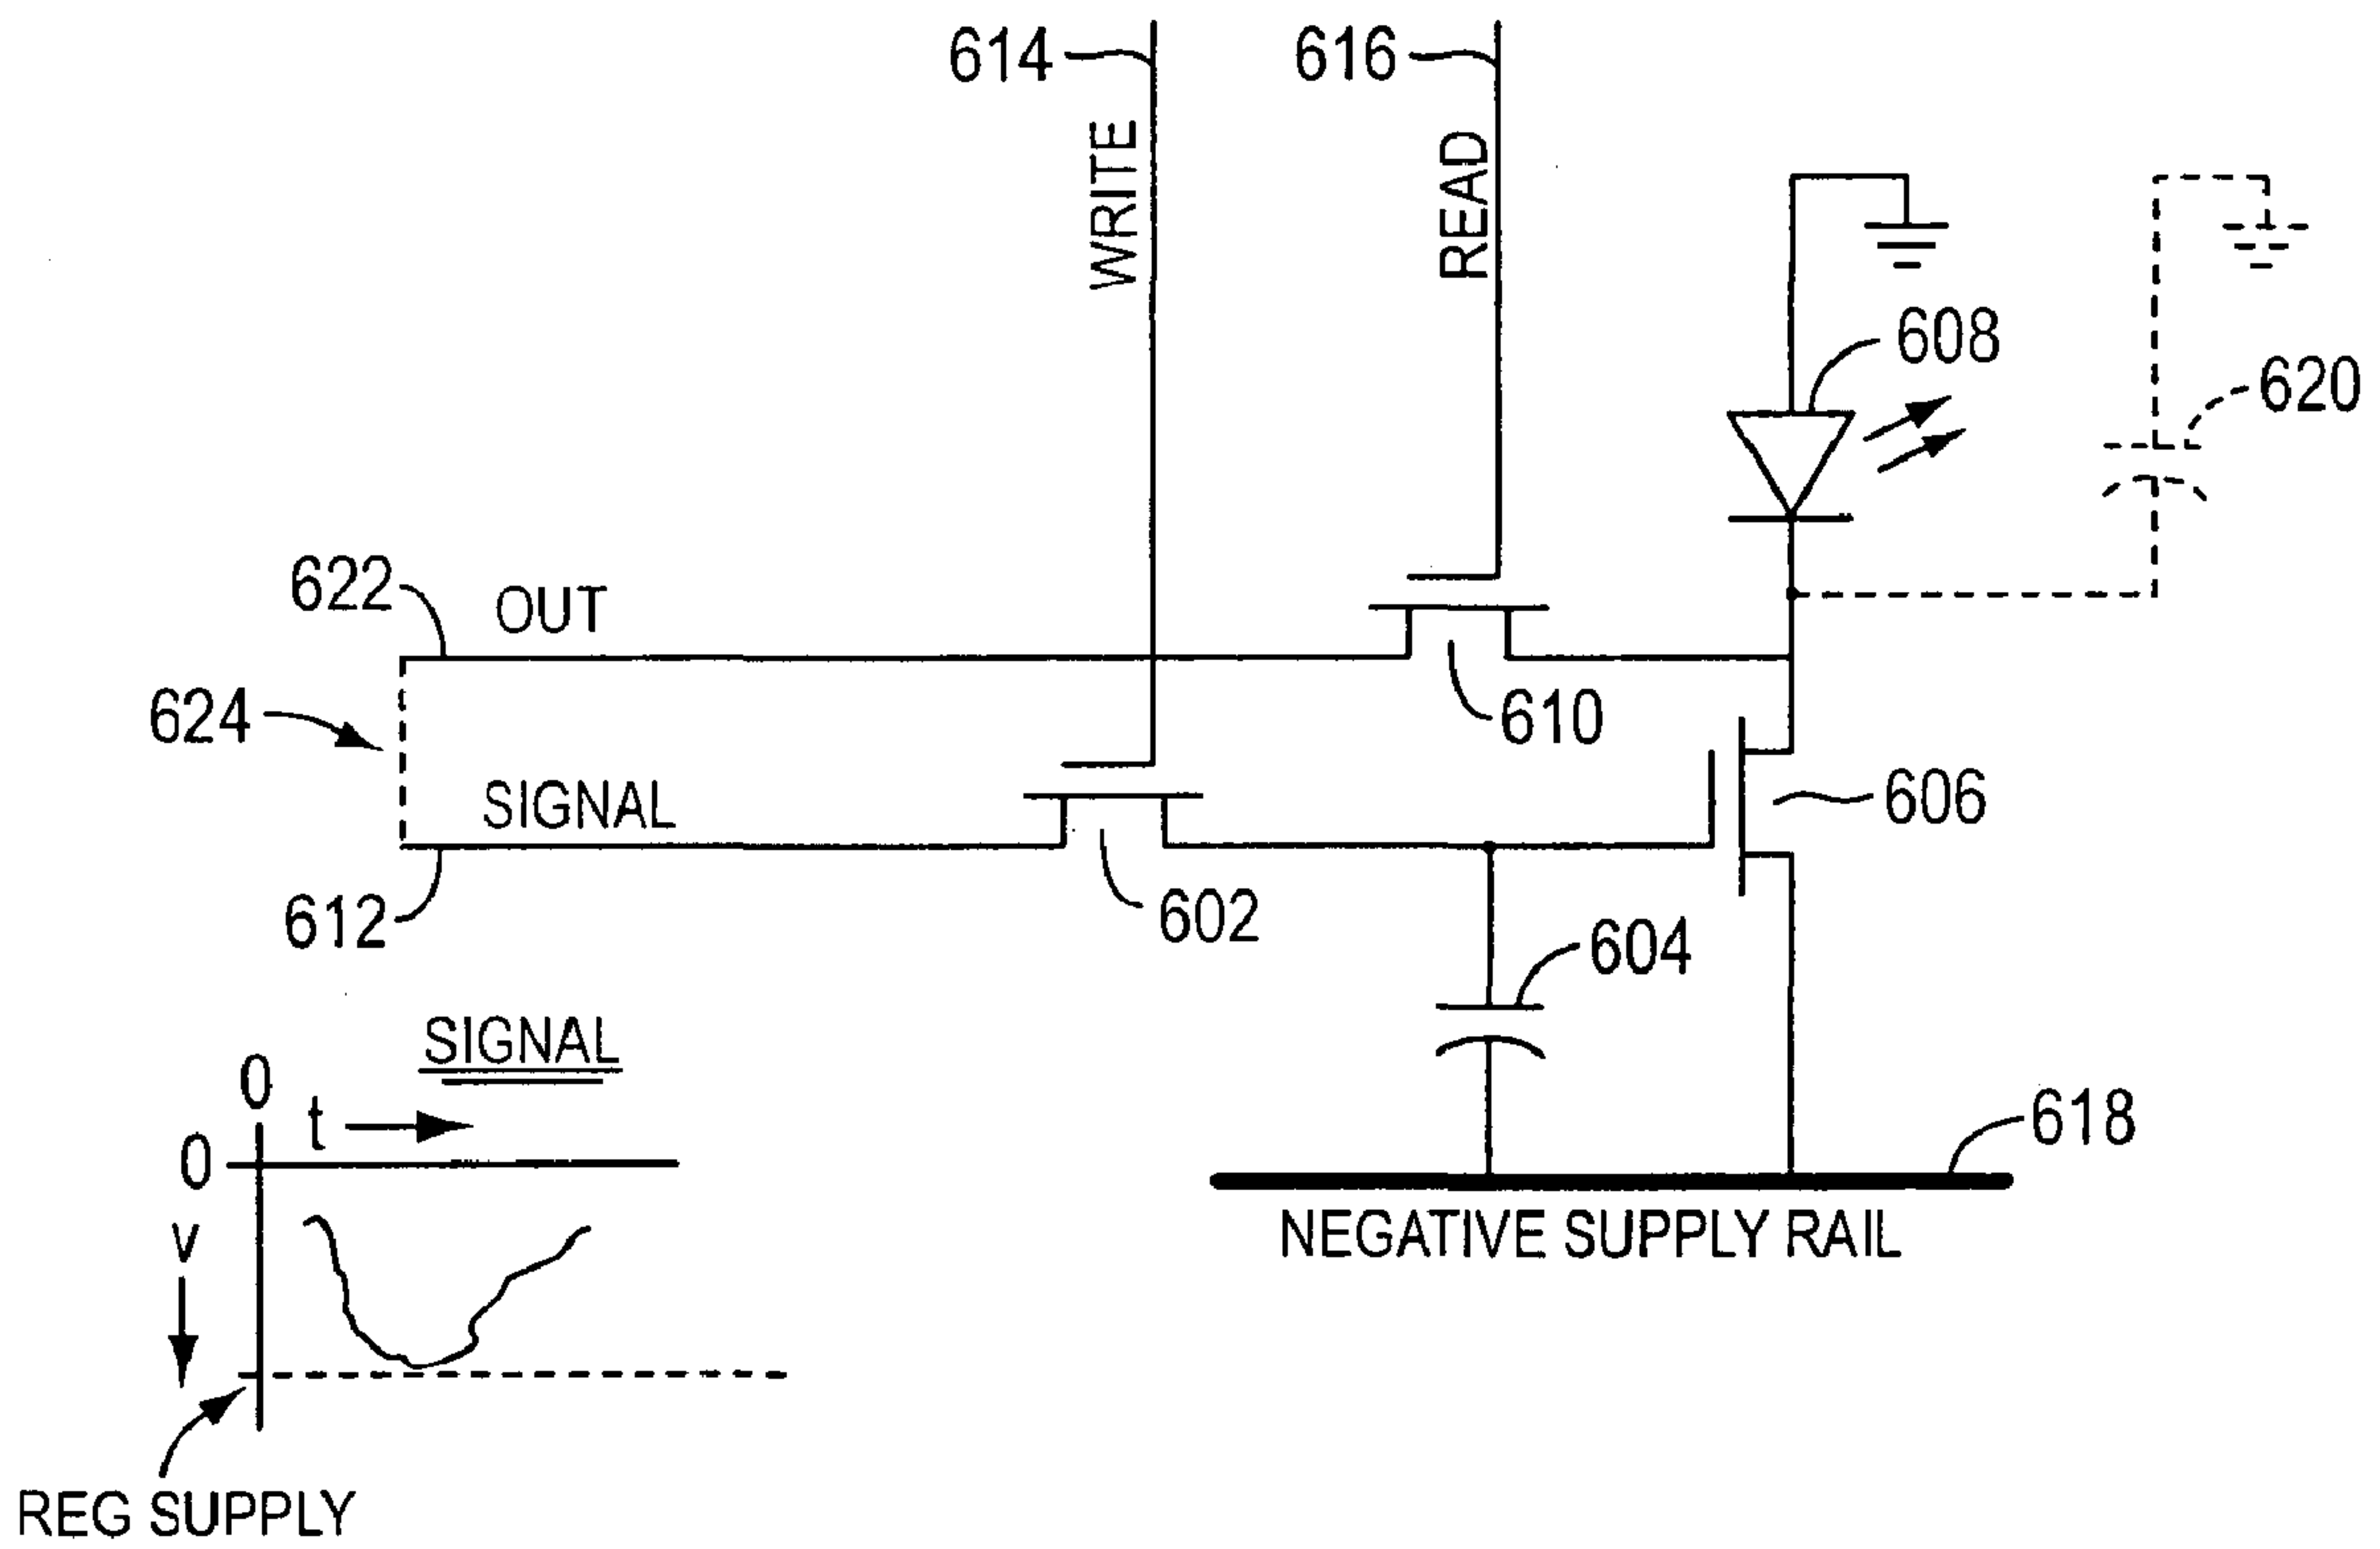 614
616
WRITE
READ
608
620
622
OUT
624
610
SIGNAL
606
612
602
604
SIGNAL
0
t
0
618
V
NEGATIVE SUPPLY RAIL
REG SUPPLY